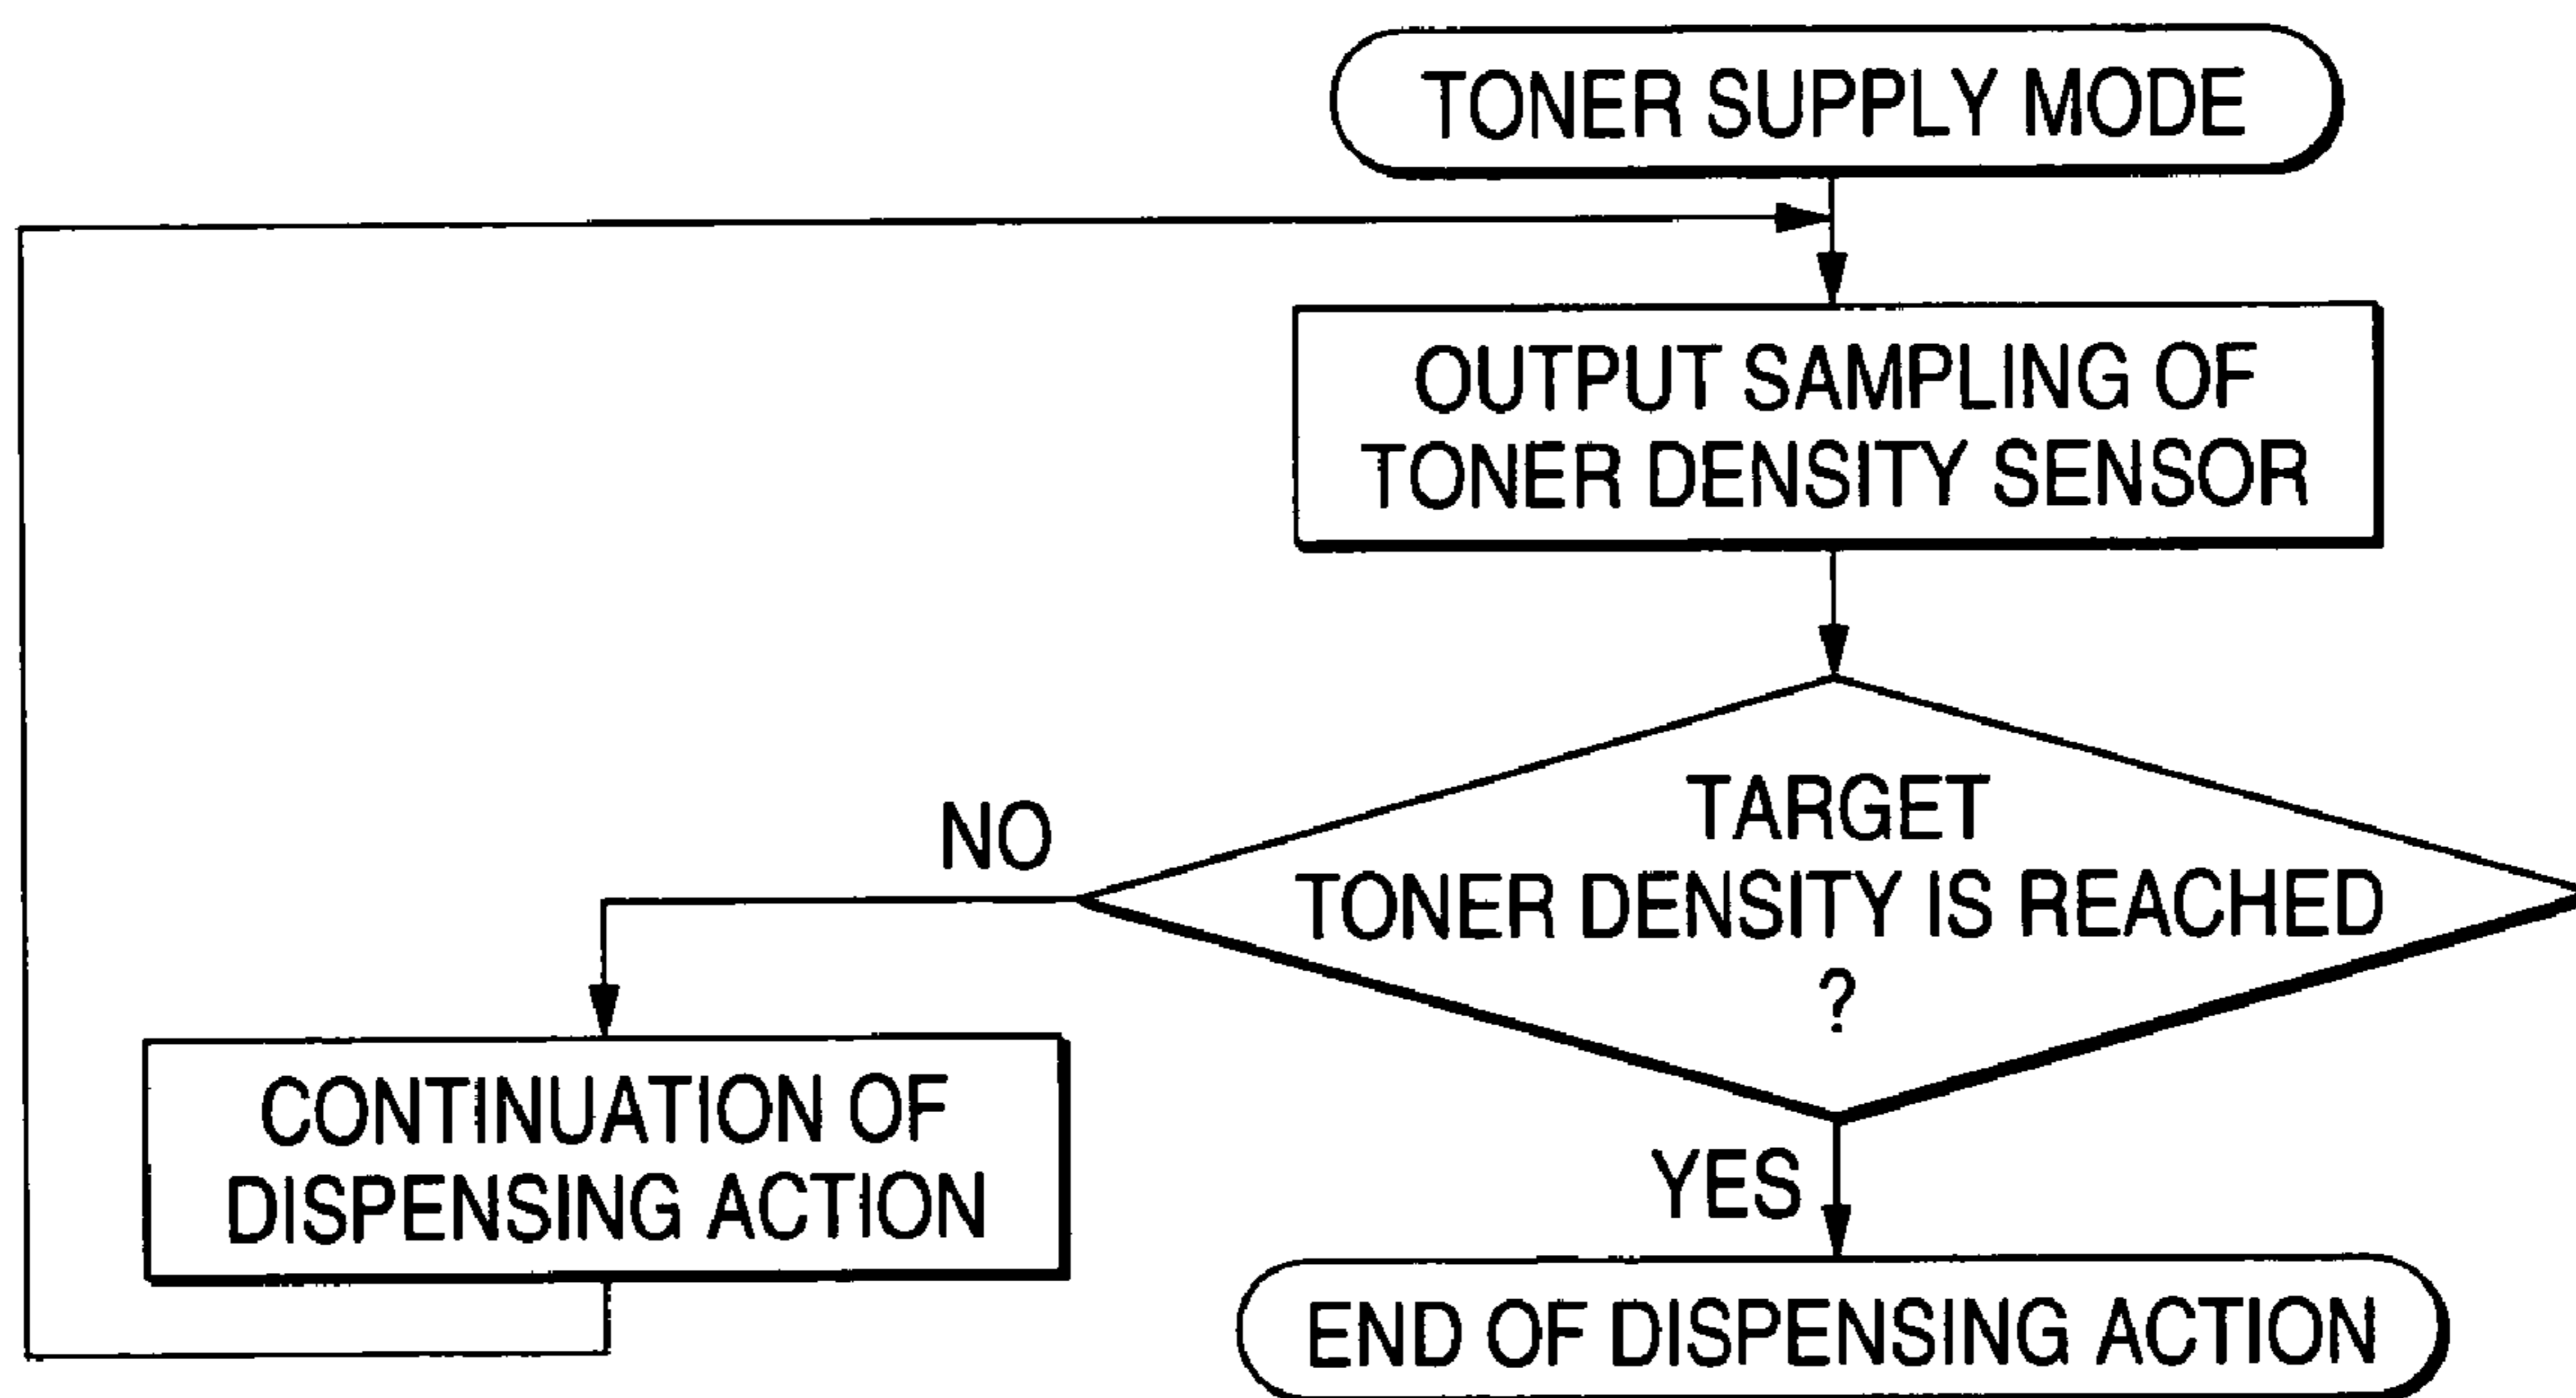 TONER SUPPLY MODE
OUTPUT SAMPLING OF
TONER DENSITY SENSOR
TARGET
TONER DENSITY IS REACHED
?
NO
CONTINUATION OF
DISPENSING ACTION
YES
END OF DISPENSING ACTION